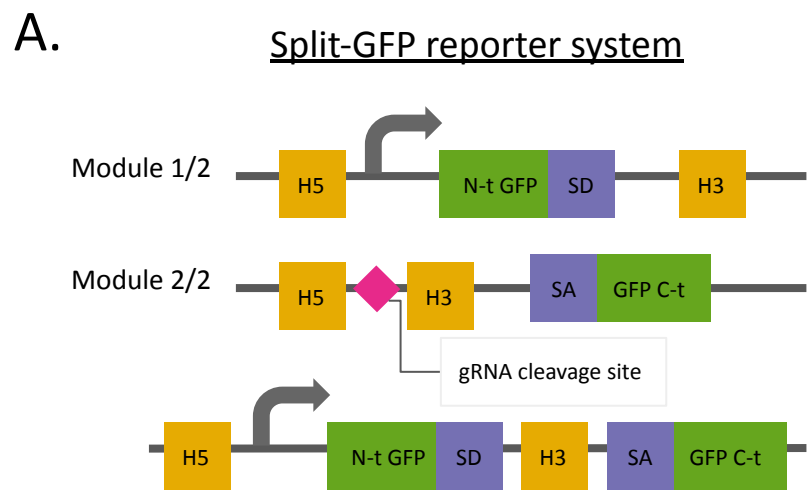 A.
Split-GFP reporter system
Module 1/2
H5
N-t GFP
SD
H3
Module 2/2
H5
H3
SA
GFP C-t
gRNA cleavage site
H5
N-t GFP
SD
H3
SA
GFP C-t